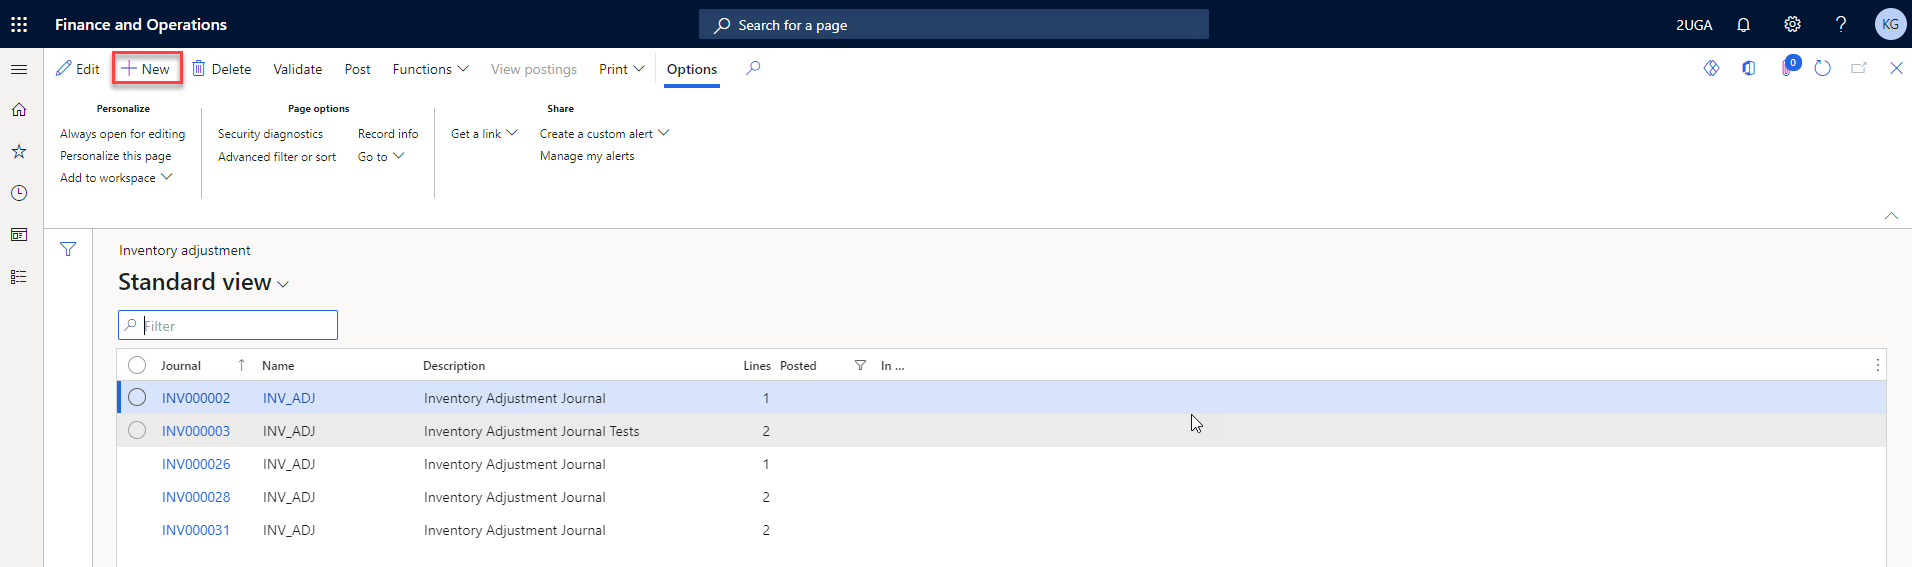 Finance and Operations
Search for a page
2UGA
KG
Edit
New
Delete
Validate
Post
Functions
View postings
Print
Options
0
Personalize
Always open for editing
Personalize this page
Add to workspace
Page options
Security diagnostics
Record info
Advanced filter or sort
Go to
Share
Get a link
Create a custom alert
Manage my alerts
Inventory adjustment
Standard view
Filter
Journal Name Description Lines Posted In ...
INV000002 INV_ADJ Inventory Adjustment Journal 1
INV000003 INV_ADJ Inventory Adjustment Journal Tests 2
INV000026 INV_ADJ Inventory Adjustment Journal 1
INV000028 INV_ADJ Inventory Adjustment Journal 2
INV000031 INV_ADJ Inventory Adjustment Journal 2